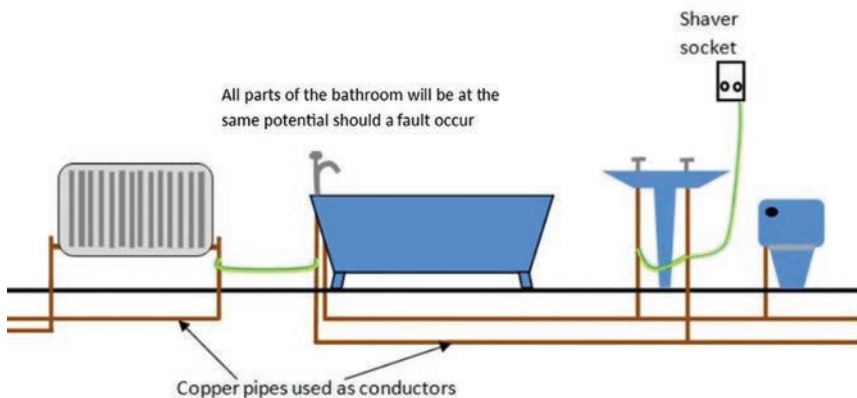 Shaver
socket
All parts of the bathroom will be at the
same potential should a fault occur
Copper pipes used as conductors